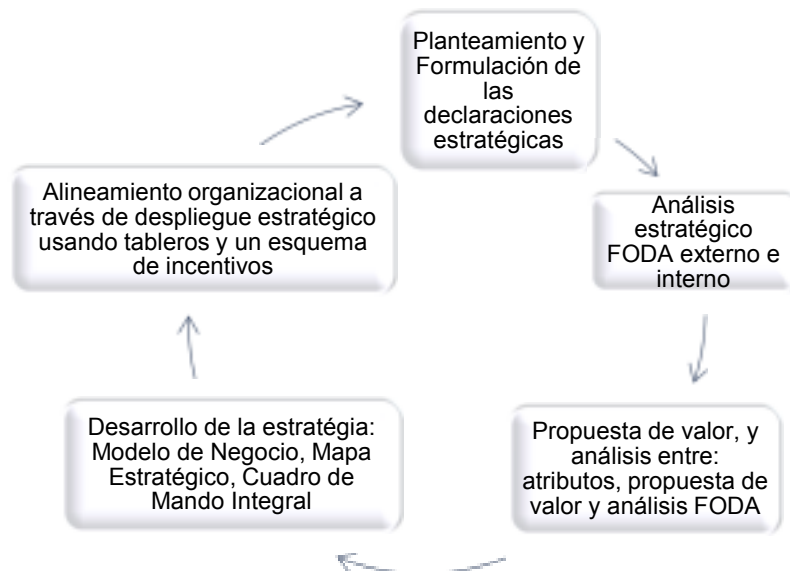 Planteamiento y
Formulación de
las
declaraciones
estratégicas
Análisis
estratégico
FODA externo e
interno
Propuesta de valor, y
análisis entre:
atributos, propuesta de
valor y análisis FODA
Desarrollo de la estratégia:
Modelo de Negocio, Mapa
Estratégico, Cuadro de
Mando Integral
Alineamiento organizacional a
través de despliegue estratégico
usando tableros y un esquema
de incentivos